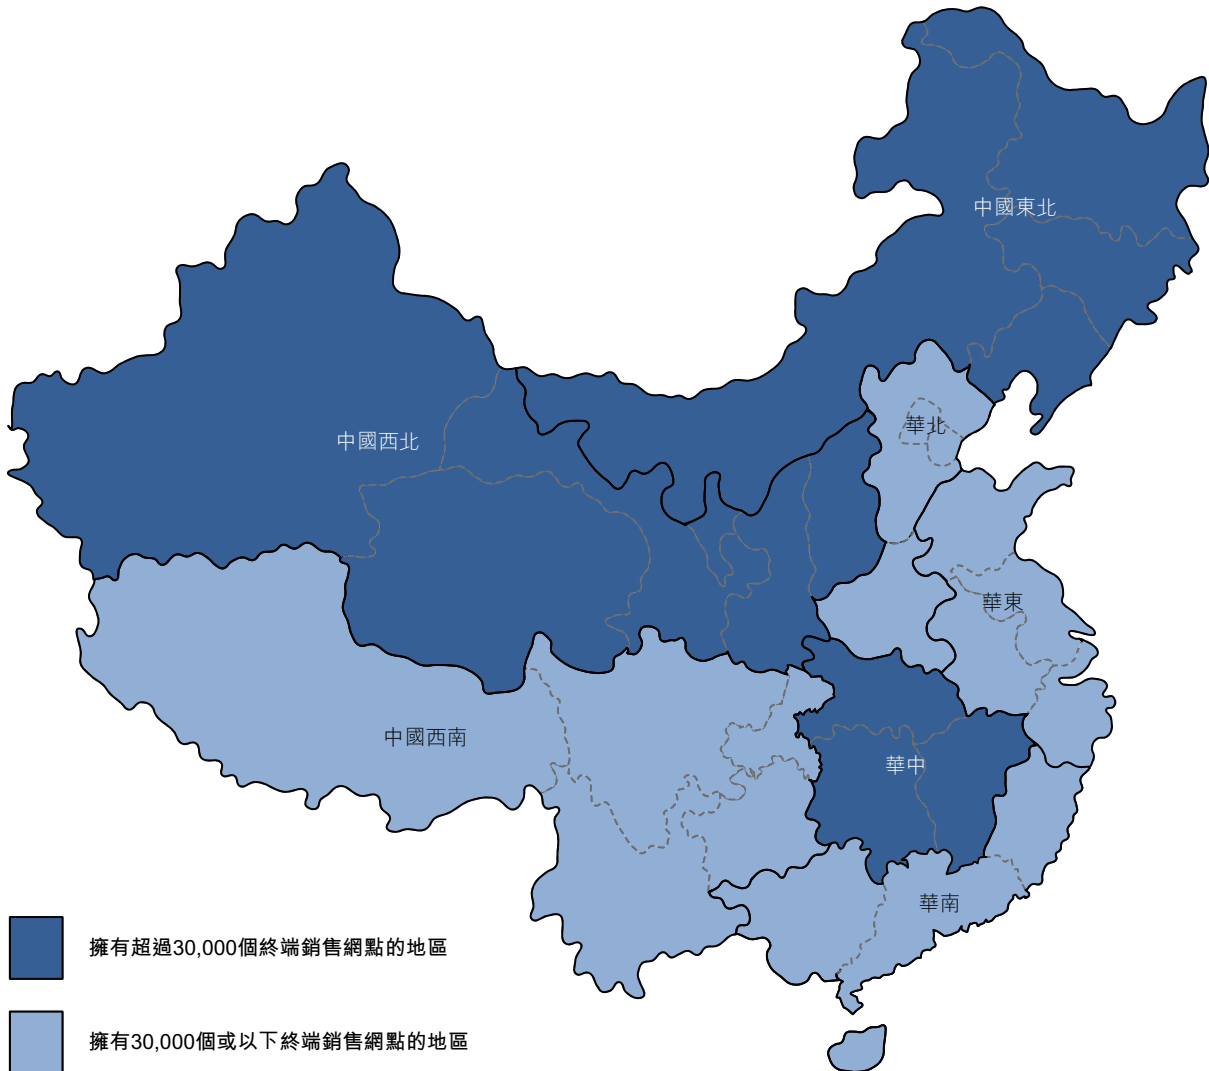 中國東北
華北
中國西北
華東
中國西南
華中
華南
擁有超過30,000個終端銷售網點的地區
擁有30,000個或以下終端銷售網點的地區